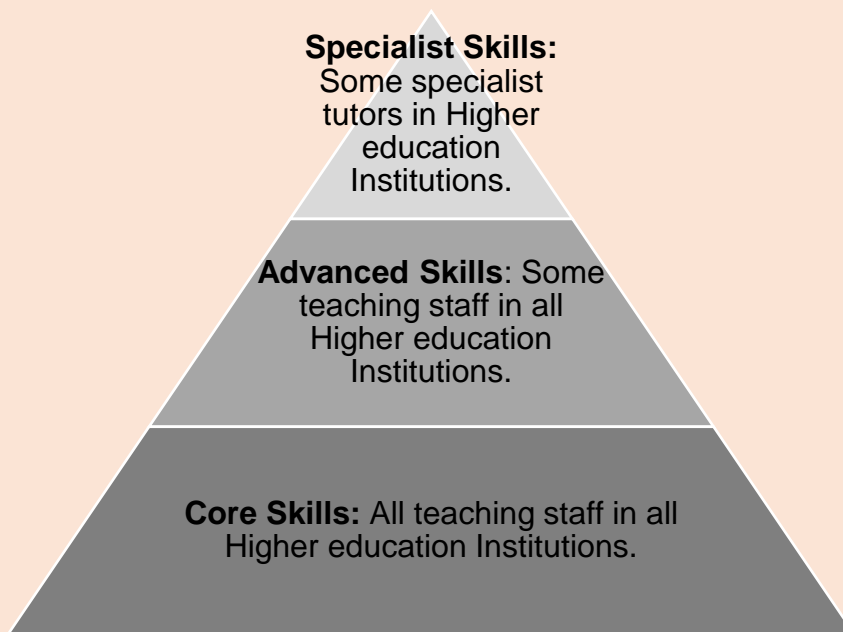 Specialist Skills:
Some specialist
tutors in Higher
education
Institutions.
Advanced Skills: Some
teaching staff in all
Higher education
Institutions.
Core Skills: All teaching staff in all
Higher education Institutions.